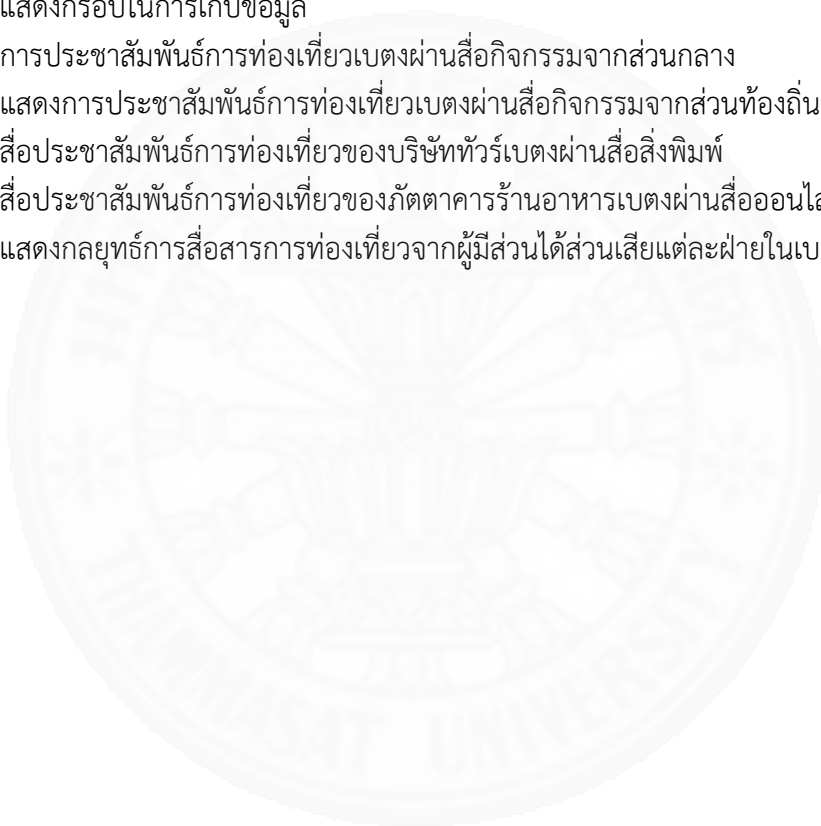 แสดงกรอบในการเก็บข้อมูล
การประชาสัมพันธ์การท่องเที่ยวเบตงผ่านสื่อกิจกรรมจากส่วนกลาง
แสดงการประชาสัมพันธ์การท่องเที่ยวเบตงผ่านสื่อกิจกรรมจากส่วนท้องถิ่น
สื่อประชาสัมพันธ์การท่องเที่ยวของบริษัททัวร์เบตงผ่านสื่อสิ่งพิมพ์
สื่อประชาสัมพันธ์การท่องเที่ยวของภัตตาคารร้านอาหารเบตงผ่านสื่อออนไล
แสดงกลยุทธ์การสื่อสารการท่องเที่ยวจากผู้มีส่วนได้ส่วนเสียแต่ละฝ่ายในเบ
THAMMASAT UNIVERSITY